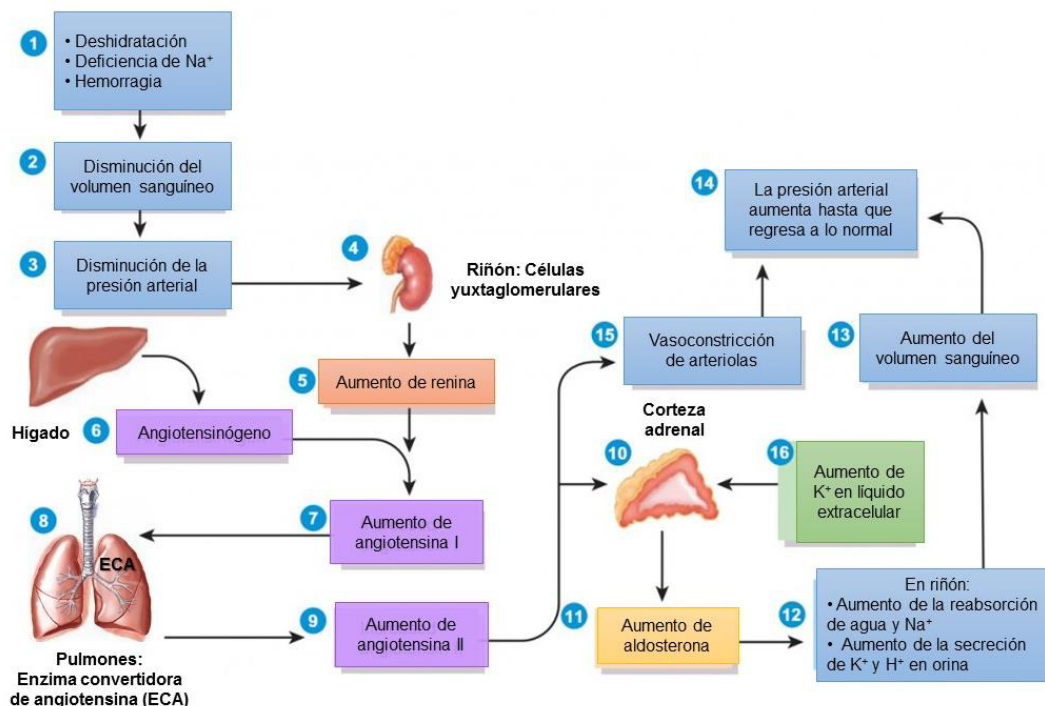 1
• Deshidratación
• Deficiencia de Na⁺
• Hemorragia
2
Disminución del
volumen sanguíneo
3
Disminución de la
presión arterial
4
Riñón: Células
yuxtaglomerulares
5
Aumento de renina
Hígado
6
Angiotensinógeno
7
Aumento de
angiotensina I
8
ECA
Pulmones:
Enzima convertidora
de angiotensina (ECA)
9
Aumento de
angiotensina II
10
Corteza
adrenal
11
Aumento de
aldosterona
12
En riñón:
• Aumento de la reabsorción
de agua y Na⁺
• Aumento de la secreción
de K⁺ y H⁺ en orina
13
Aumento del
volumen sanguíneo
14
La presión arterial
aumenta hasta que
regresa a lo normal
15
Vasoconstricción
de arteriolas
16
Aumento de
K⁺ en líquido
extracelular